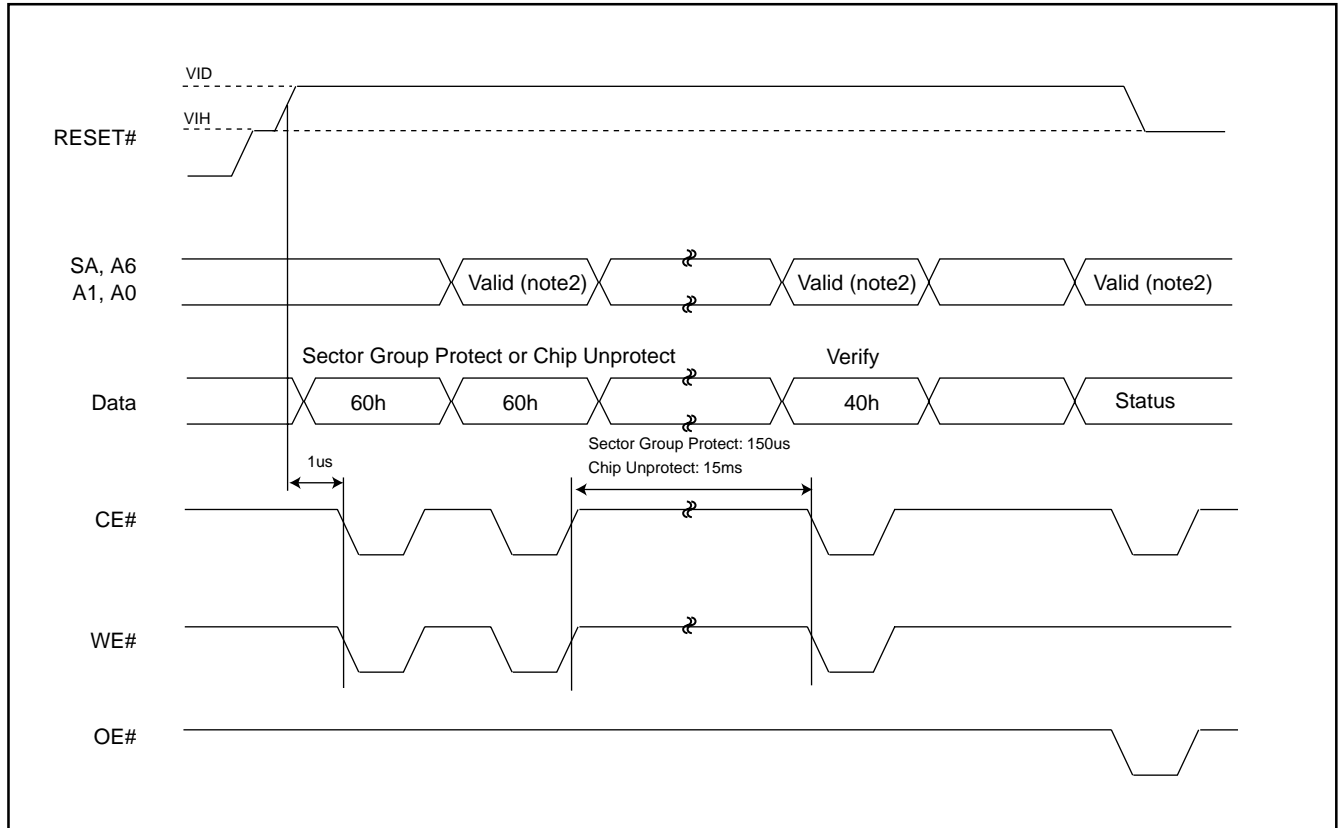 VID
VIH
RESET#
SA, A6
A1, A0
Valid (note2)
Valid (note2)
Valid (note2)
Sector Group Protect or Chip Unprotect
Verify
Data
60h
60h
40h
Status
Sector Group Protect: 150us
Chip Unprotect: 15ms
1us
CE#
WE#
OE#